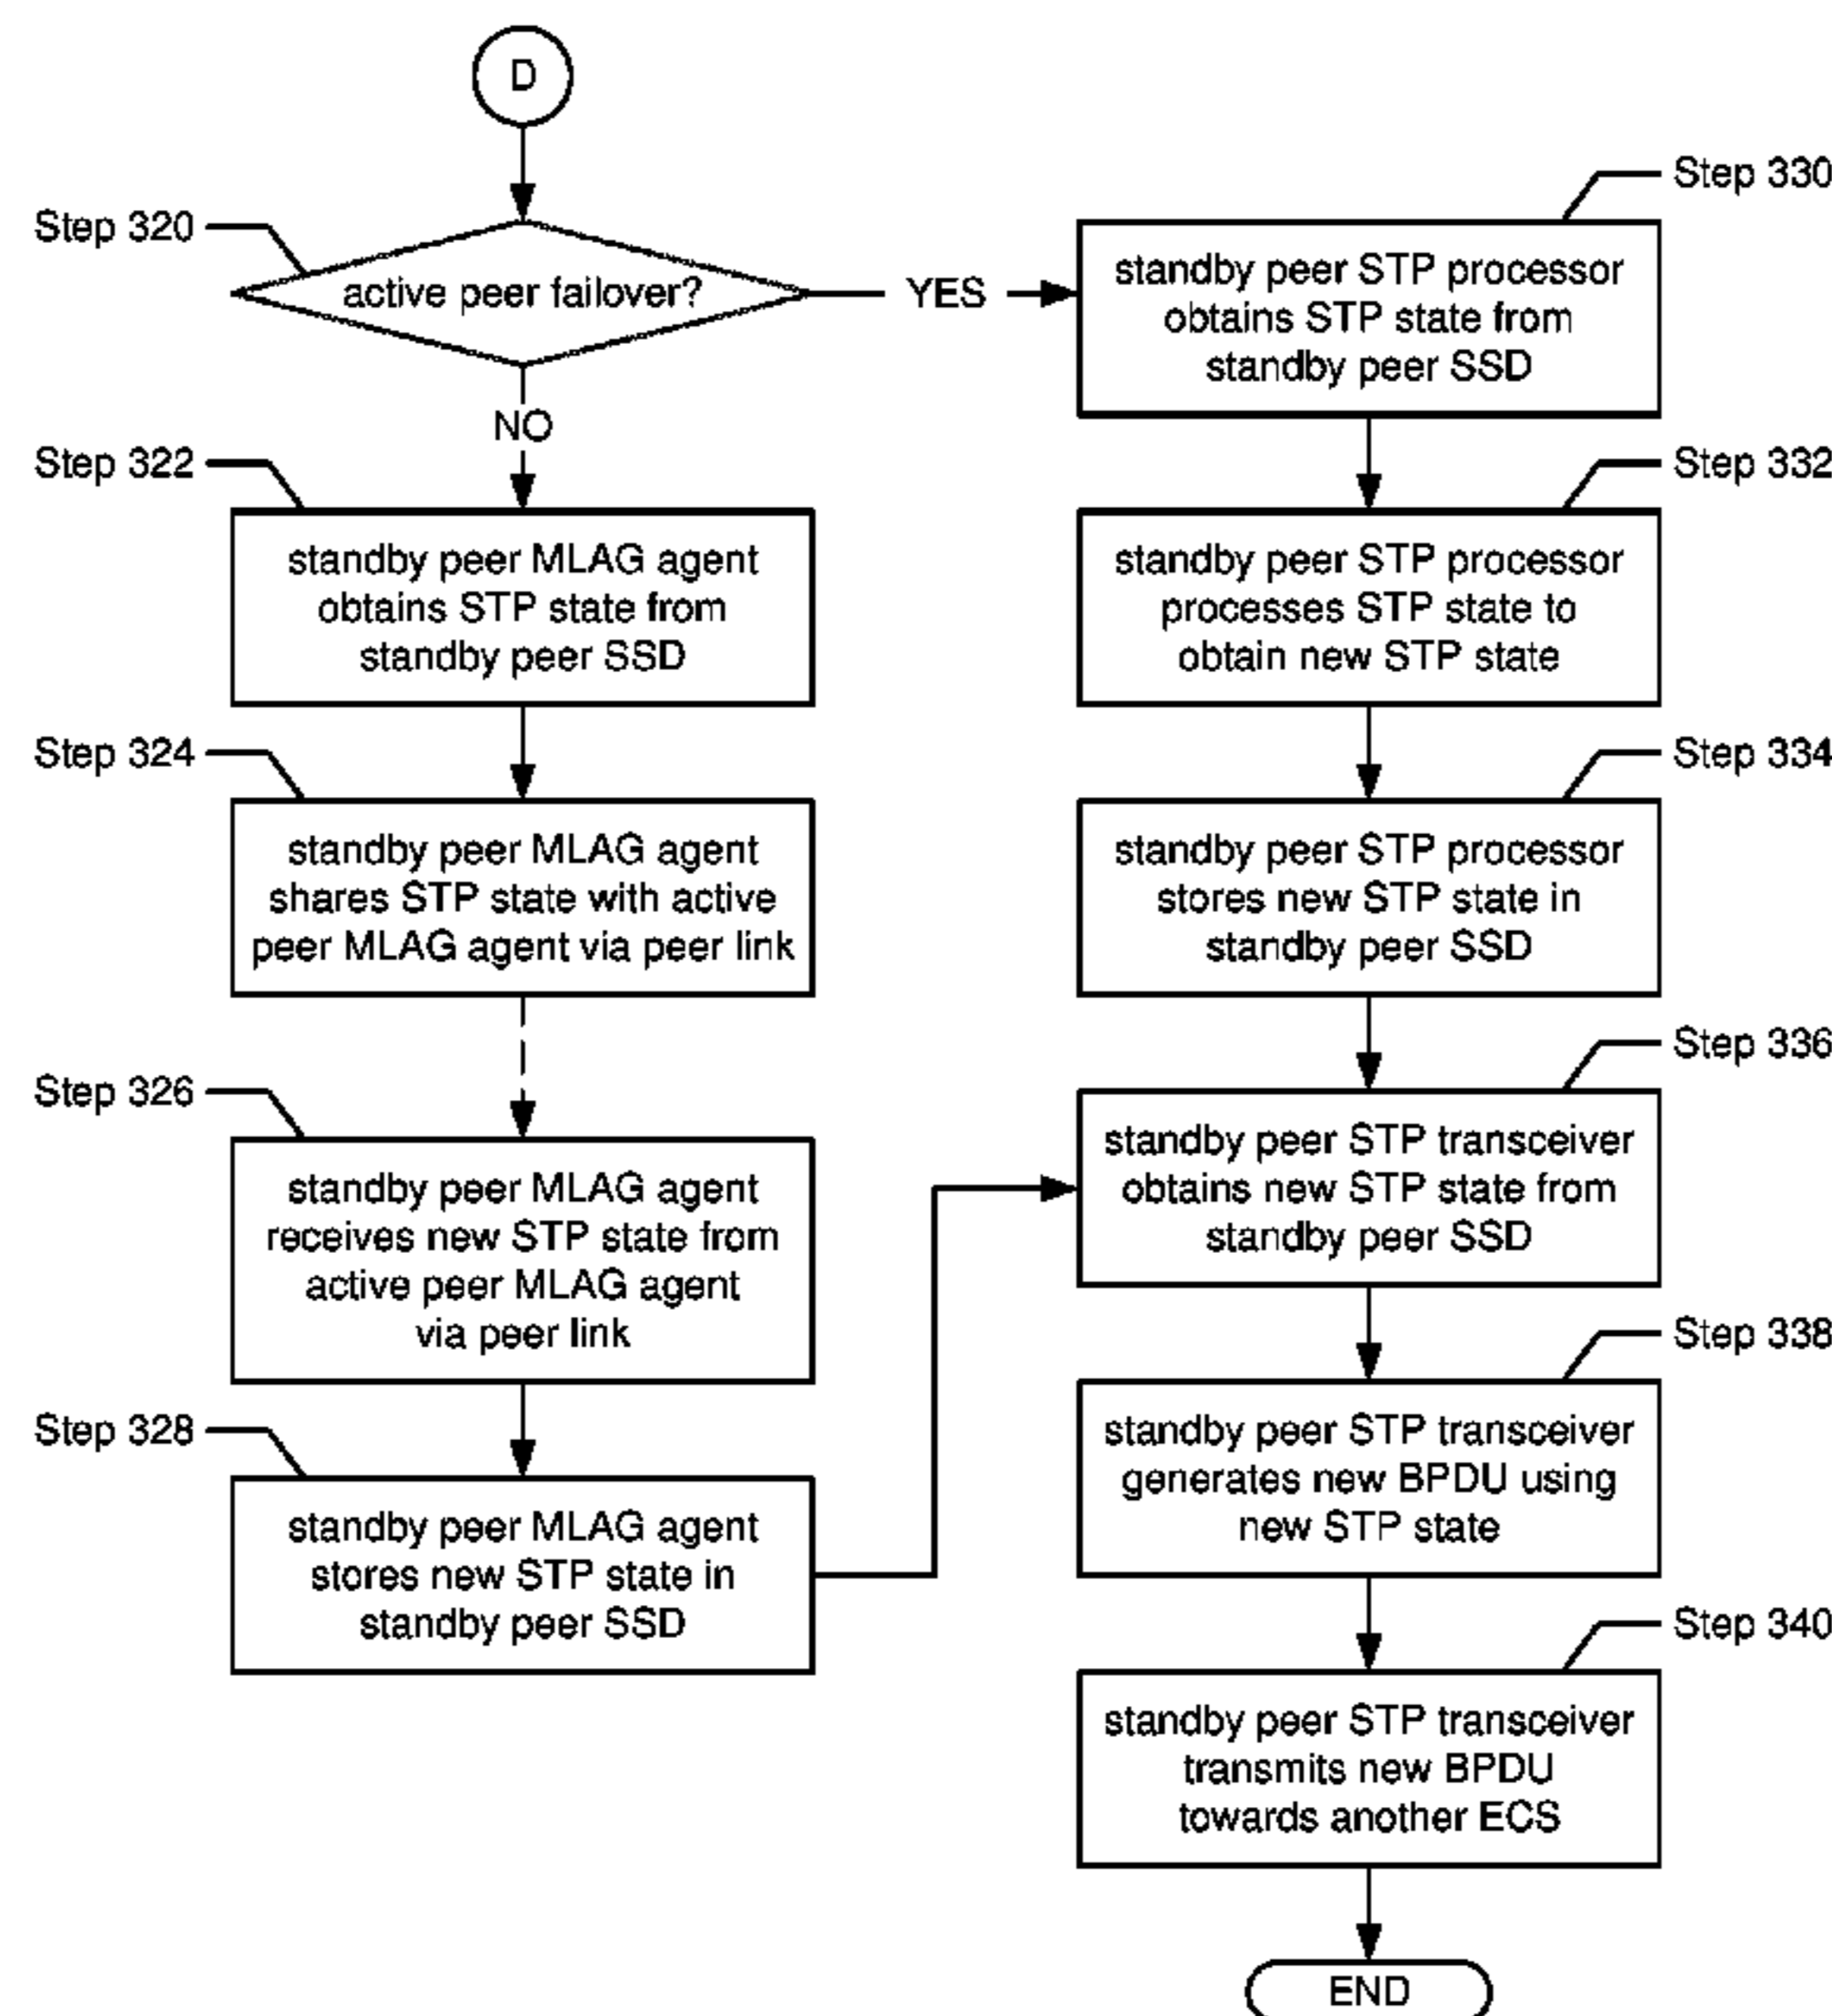 D
Step 320
active peer failover?
YES
NO
Step 322
standby peer MLAG agent
obtains STP state from
standby peer SSD
Step 324
standby peer MLAG agent
shares STP state with active
peer MLAG agent via peer link
Step 326
standby peer MLAG agent
receives new STP state from
active peer MLAG agent
via peer link
Step 328
standby peer MLAG agent
stores new STP state in
standby peer SSD
Step 330
standby peer STP processor
obtains STP state from
standby peer SSD
Step 332
standby peer STP processor
processes STP state to
obtain new STP state
Step 334
standby peer STP processor
stores new STP state in
standby peer SSD
Step 336
standby peer STP transceiver
obtains new STP state from
standby peer SSD
Step 338
standby peer STP transceiver
generates new BPDU using
new STP state
Step 340
standby peer STP transceiver
transmits new BPDU
towards another ECS
END